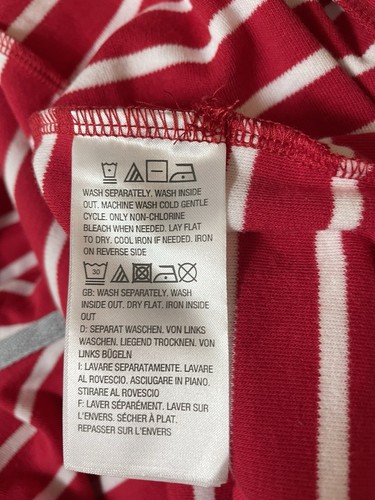 WASH SEPARATELY. WASH INSIDE
OUT. MACHINE WASH COLD GENTLE
CYCLE. ONLY NON-CHLORINE
BLEACH WHEN NEEDED. LAY FLAT
TO DRY. COOL IRON IF NEEDED. IRON
ON REVERSE SIDE
30
GB: WASH SEPARATELY. WASH
INSIDE OUT. DRY FLAT. IRON INSIDE
OUT
D: SEPARAT WASCHEN. VON LINKS
WASCHEN. LIEGEND TROCKNEN. VON
LINKS BÜGELN
I: LAVARE SEPARATAMENTE. LAVARE
AL ROVESCIO. ASCIUGARE IN PIANO.
STIRARE AL ROVESCIO
F: LAVER SÉPARÉMENT. LAVER SUR
L'ENVERS. SÉCHER À PLAT.
REPASSER SUR L'ENVERS